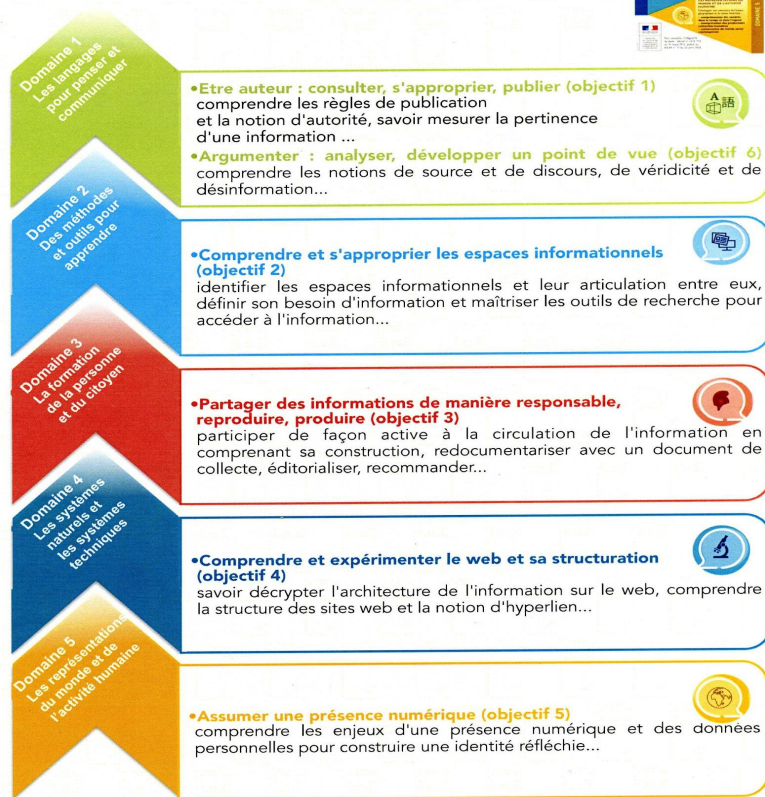 Domaine 1
Les langages
pour penser et
communiquer
•Etre auteur : consulter, s'approprier, publier (objectif 1)
comprendre les règles de publication
et la notion d'autorité, savoir mesurer la pertinence
d'une information ...
•Argumenter : analyser, développer un point de vue (objectif 6)
comprendre les notions de source et de discours, de véridicité et de
désinformation...
Domaine 2
Des méthodes
et outils pour
apprendre
•Comprendre et s'approprier les espaces informationnels
(objectif 2)
identifier les espaces informationnels et leur articulation entre eux,
définir son besoin d'information et maîtriser les outils de recherche pour
accéder à l'information...
Domaine 3
La formation
de la personne
et du citoyen
•Partager des informations de manière responsable,
reproduire, produire (objectif 3)
participer de façon active à la circulation de l'information en
comprenant sa construction, redocumentariser avec un document de
collecte, éditorialiser, recommander...
Domaine 4
Les systèmes
naturels et
les systèmes
techniques
•Comprendre et expérimenter le web et sa structuration
(objectif 4)
savoir décrypter l'architecture de l'information sur le web, comprendre
la structure des sites web et la notion d'hyperlien...
Domaine 5
Les représentations
du monde et de
l'activité humaine
•Assumer une présence numérique (objectif 5)
comprendre les enjeux d'une présence numérique et des données
personnelles pour construire une identité réfléchie...
DOMAINE 5
A
語